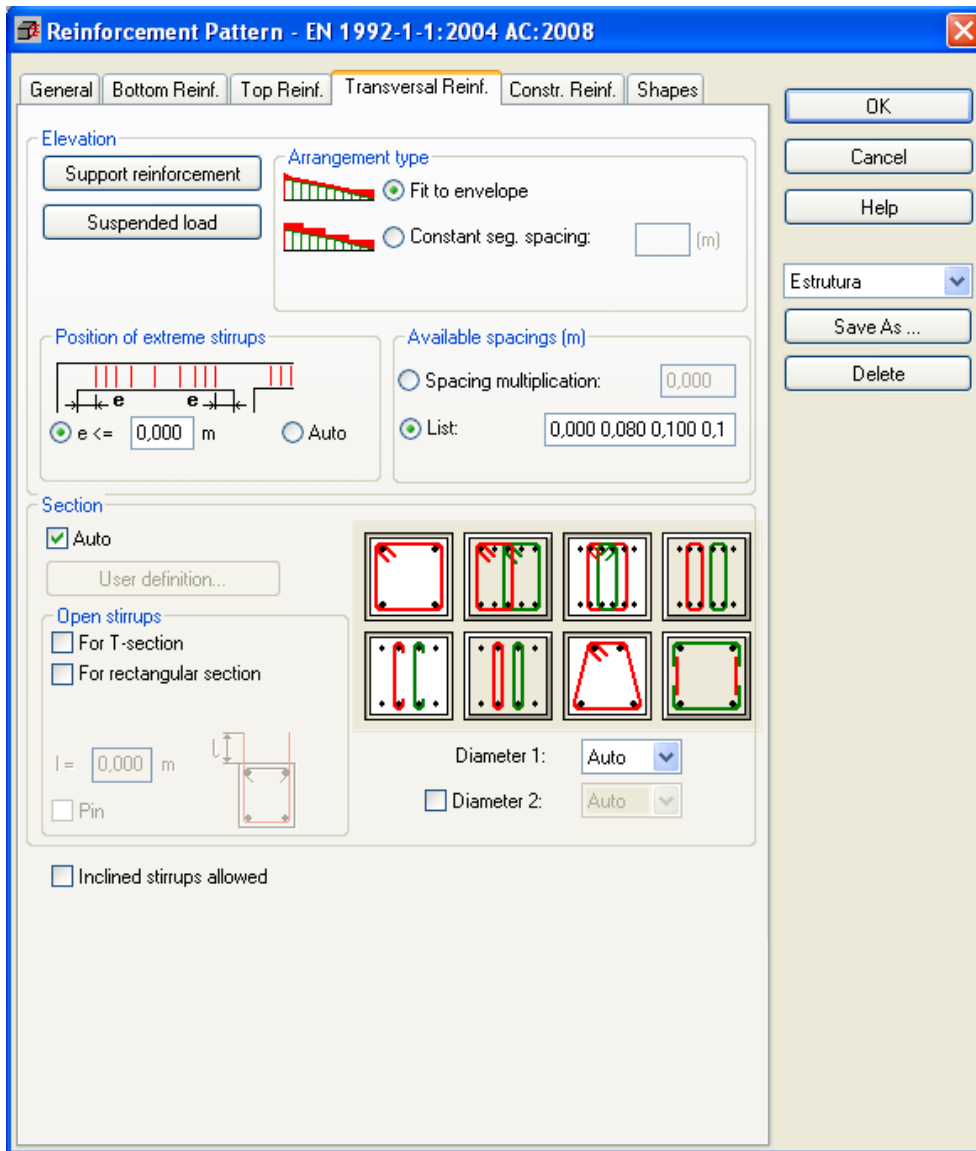 Reinforcement Pattern - EN 1992-1-1:2004 AC:2008
General Bottom Reinf. Top Reinf. Transversal Reinf. Constr. Reinf. Shapes
OK
Cancel
Help
Estrutura
Save As ...
Delete
Elevation
Support reinforcement
Suspended load
Arrangement type
Fit to envelope
Constant seg. spacing: (m)
Position of extreme stirrups
e e
e <= 0,000 m Auto
Available spacings (m)
Spacing multiplication: 0,000
List: 0,000 0,080 0,100 0,1
Section
Auto
User definition...
Open stirrups
For T-section
For rectangular section
l
l = 0,000 m
Pin
Diameter 1: Auto
Diameter 2: Auto
Inclined stirrups allowed